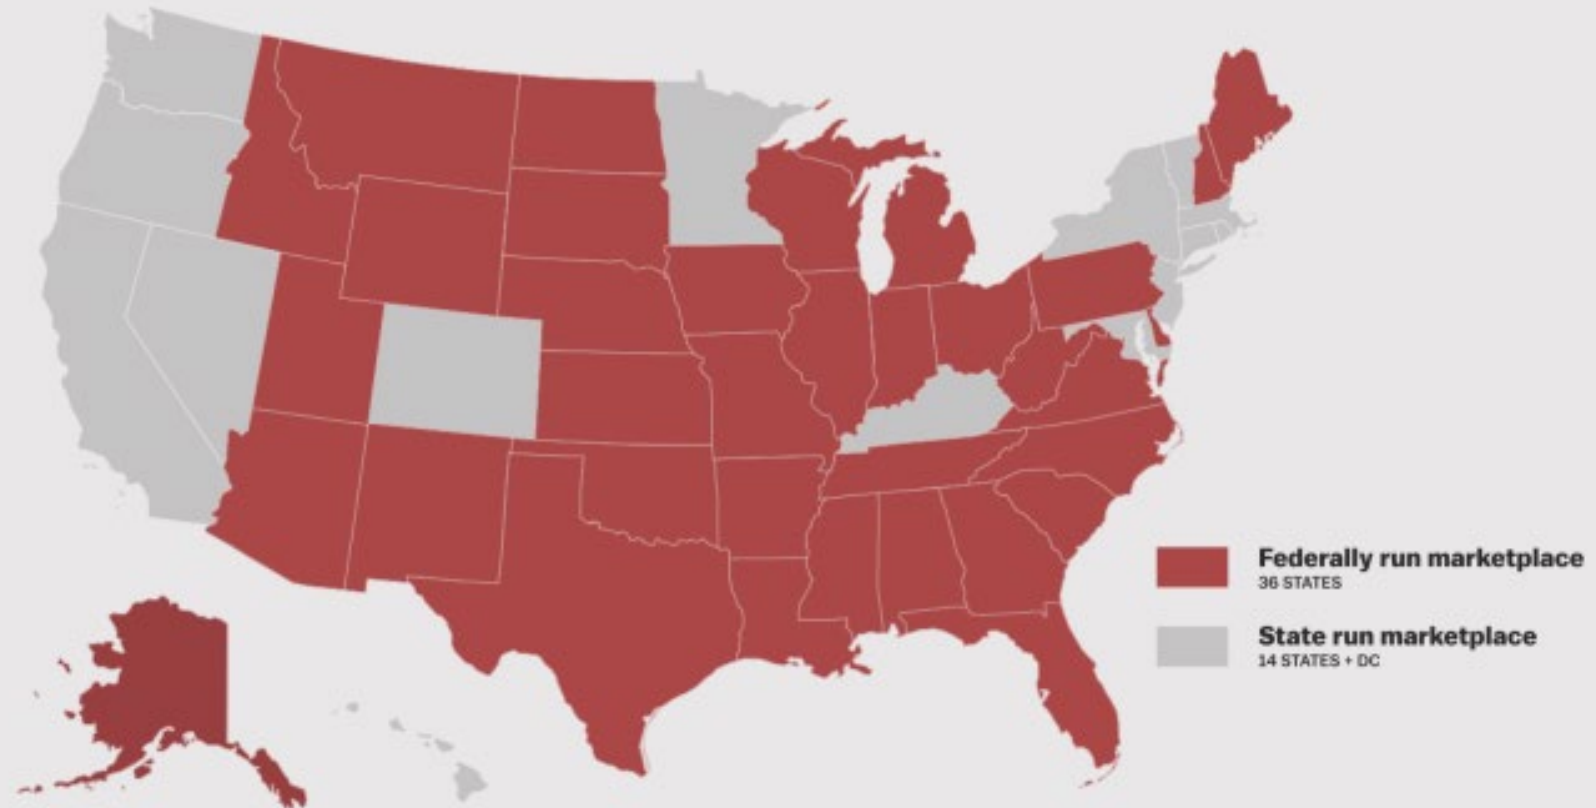 Federally run marketplace
36 STATES
State run marketplace
14 STATES + DC